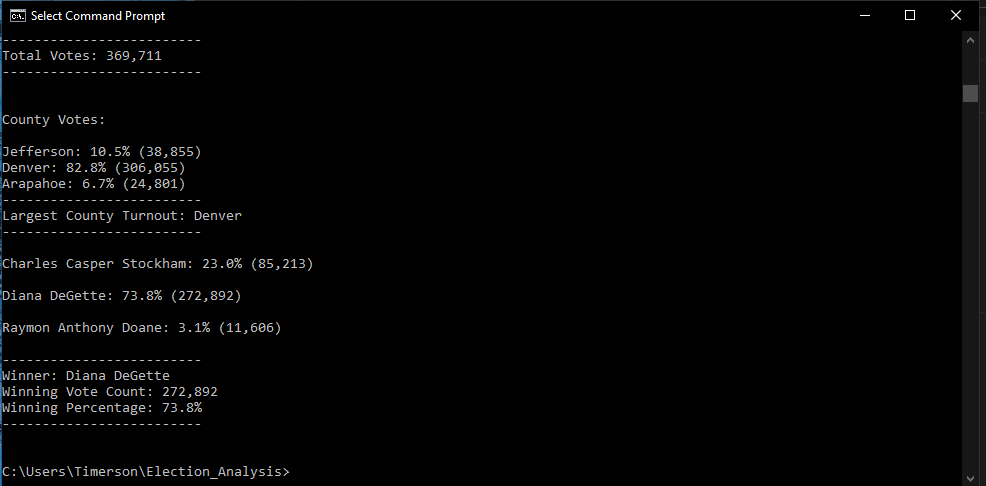 Select Command Prompt
-------------------------
Total Votes: 369,711
-------------------------
County Votes:
Jefferson: 10.5% (38,855)
Denver: 82.8% (306,055)
Arapahoe: 6.7% (24,801)
-------------------------
Largest County Turnout: Denver
-------------------------
Charles Casper Stockham: 23.0% (85,213)
Diana DeGette: 73.8% (272,892)
Raymon Anthony Doane: 3.1% (11,606)
-------------------------
Winner: Diana DeGette
Winning Vote Count: 272,892
Winning Percentage: 73.8%
-------------------------
C:\Users\Timerson\Election_Analysis>